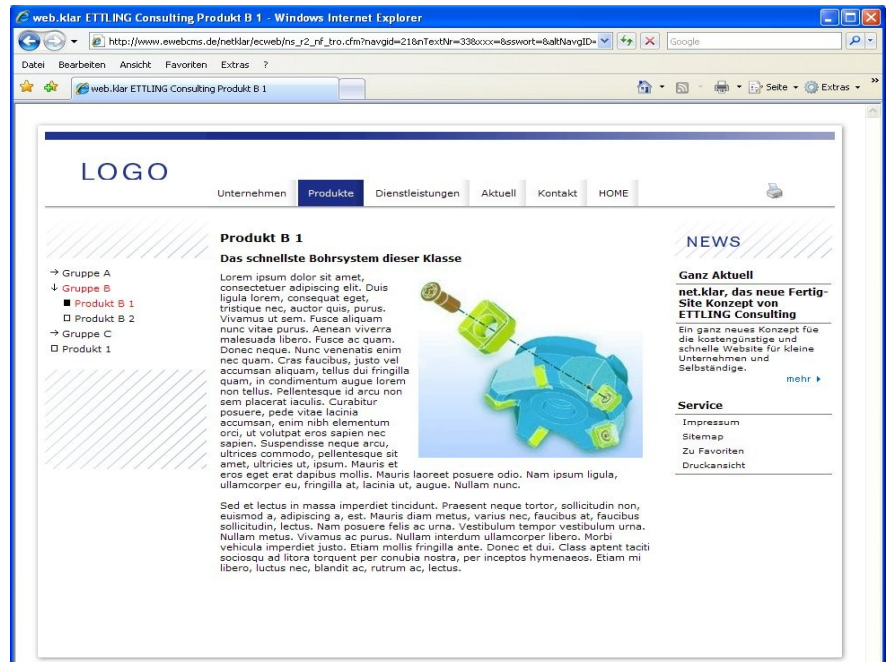 web.klar ETTLING Consulting Produkt B 1 - Windows Internet Explorer
http://www.ewebcms.de/netklar/ecweb/ns_r2_nf_tro.cfm?navgid=21&nTextNr=33&xxx=&sswort=&altNavgID=
Google
Datei Bearbeiten Ansicht Favoriten Extras ?
web.klar ETTLING Consulting Produkt B 1
Seite Extras »
LOGO
Unternehmen Produkte Dienstleistungen Aktuell Kontakt HOME
Gruppe A
Gruppe B
Produkt B 1
Produkt B 2
Gruppe C
Produkt 1
Produkt B 1
Das schnellste Bohrsystem dieser Klasse
Lorem ipsum dolor sit amet,
consectetuer adipiscing elit. Duis
ligula lorem, consequat eget,
tristique nec, auctor quis, purus.
Vivamus ut sem. Fusce aliquam
nunc vitae purus. Aenean viverra
malesuada libero. Fusce ac quam.
Donec neque. Nunc venenatis enim
nec quam. Cras faucibus, justo vel
accumsan aliquam, tellus dui fringilla
quam, in condimentum augue lorem
non tellus. Pellentesque id arcu non
sem placerat iaculis. Curabitur
posuere, pede vitae lacinia
accumsan, enim nibh elementum
orci, ut volutpat eros sapien nec
sapien. Suspendisse neque arcu,
ultrices commodo, pellentesque sit
amet, ultricies ut, ipsum. Mauris et
eros eget erat dapibus mollis. Mauris laoreet posuere odio. Nam ipsum ligula,
ullamcorper eu, fringilla at, lacinia ut, augue. Nullam nunc.
Sed et lectus in massa imperdiet tincidunt. Praesent neque tortor, sollicitudin non,
euismod a, adipiscing a, est. Mauris diam metus, varius nec, faucibus at, faucibus
sollicitudin, lectus. Nam posuere felis ac urna. Vestibulum tempor vestibulum urna.
Nullam metus. Vivamus ac purus. Nullam interdum ullamcorper libero. Morbi
vehicula imperdiet justo. Etiam mollis fringilla ante. Donec et dui. Class aptent taciti
sociosqu ad litora torquent per conubia nostra, per inceptos hymenaeos. Etiam mi
libero, luctus nec, blandit ac, rutrum ac, lectus.
NEWS
Ganz Aktuell
net.klar, das neue Fertig-
Site Konzept von
ETTLING Consulting
Ein ganz neues Konzept füe
die kostengünstige und
schnelle Website für kleine
Unternehmen und
Selbständige.
mehr
Service
Impressum
Sitemap
Zu Favoriten
Druckansicht